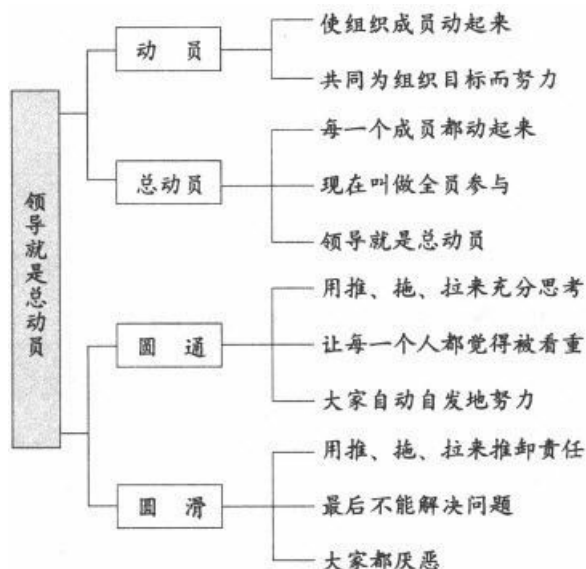 领导就是总动员
动员
使组织成员动起来
共同为组织目标而努力
总动员
每一个成员都动起来
现在叫做全员参与
领导就是总动员
圆通
用推、拖、拉来充分思考
让每一个人都觉得被看重
大家自动自发地努力
圆滑
用推、拖、拉来推卸责任
最后不能解决问题
大家都厌恶